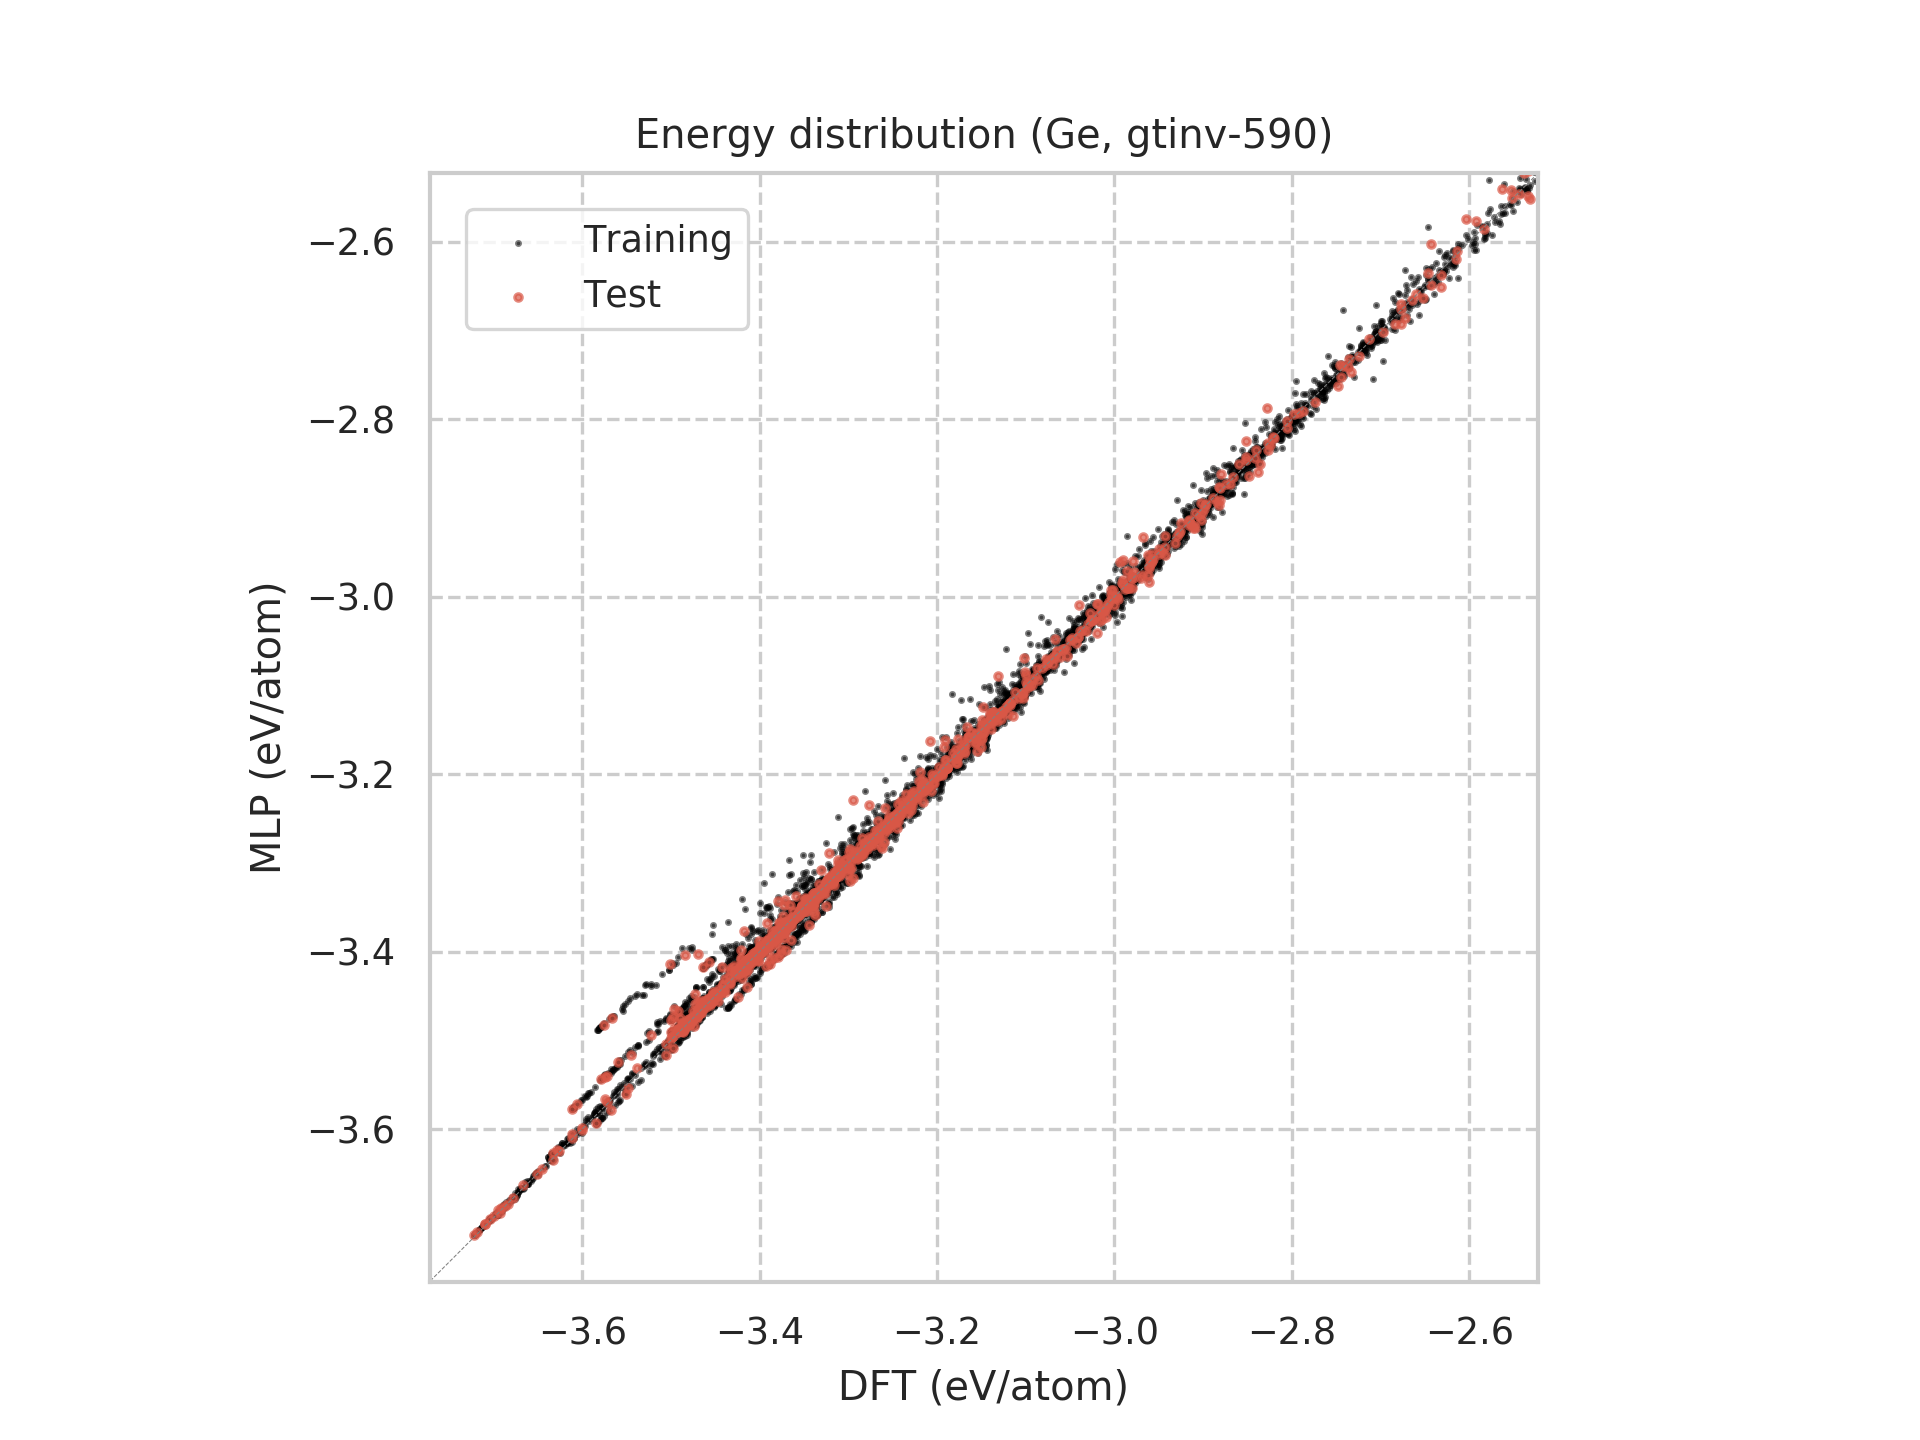 Energy distribution (Ge, gtinv-590)
Training
Test
−2.6
−2.8
−3.0
−3.2
−3.4
−3.6
MLP (eV/atom)
−3.6 −3.4 −3.2 −3.0 −2.8 −2.6
DFT (eV/atom)